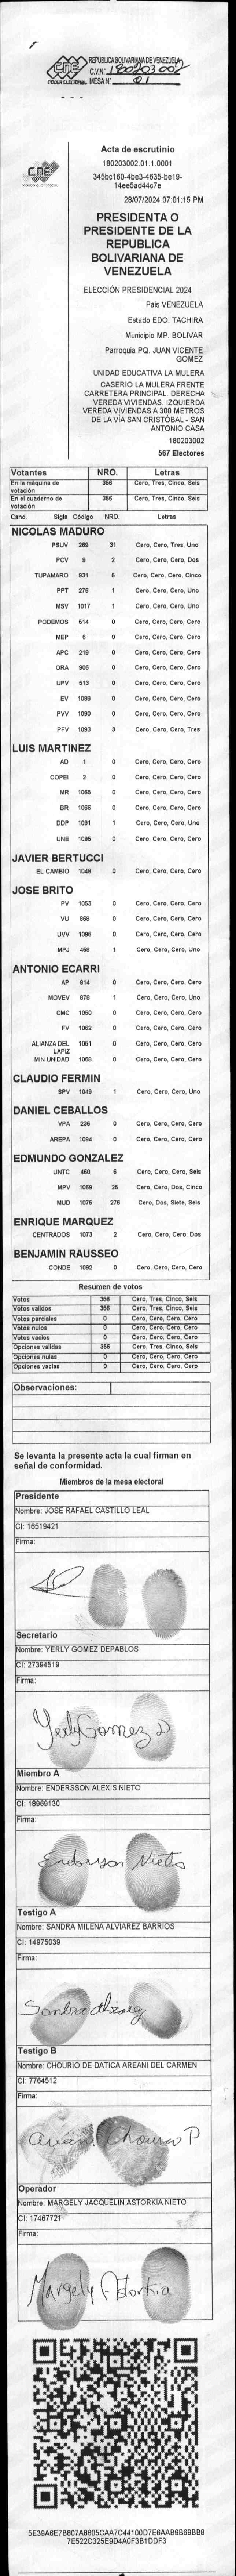 CNE
PODER ELECTORAL
REPÚBLICA BOLIVARIANA DE VENEZUELA
C.V.N° 180203002
MESA N° 01
CNE
Acta de escrutinio
180203002.01.1.0001
345bc160-4be3-4635-be19-
14ee5ad44c7e
28/07/2024 07:01:15 PM
PRESIDENTA O
PRESIDENTE DE LA
REPUBLICA
BOLIVARIANA DE
VENEZUELA
ELECCIÓN PRESIDENCIAL 2024
País VENEZUELA
Estado EDO. TACHIRA
Municipio MP. BOLIVAR
Parroquia PQ. JUAN VICENTE
GOMEZ
UNIDAD EDUCATIVA LA MULERA
CASERIO LA MULERA FRENTE
CARRETERA PRINCIPAL. DERECHA
VEREDA VIVIENDAS. IZQUIERDA
VEREDA VIVIENDAS A 300 METROS
DE LA VÍA SAN CRISTÓBAL - SAN
ANTONIO CASA
180203002
567 Electores
Votantes NRO. Letras
En la máquina de votación 356 Cero, Tres, Cinco, Seis
En el cuaderno de votación 356 Cero, Tres, Cinco, Seis
Cand. Sigla Código NRO. Letras
NICOLAS MADURO
PSUV 269 31 Cero, Cero, Tres, Uno
PCV 9 2 Cero, Cero, Cero, Dos
TUPAMARO 931 5 Cero, Cero, Cero, Cinco
PPT 276 1 Cero, Cero, Cero, Uno
MSV 1017 1 Cero, Cero, Cero, Uno
PODEMOS 514 0 Cero, Cero, Cero, Cero
MEP 6 0 Cero, Cero, Cero, Cero
APC 219 0 Cero, Cero, Cero, Cero
ORA 908 0 Cero, Cero, Cero, Cero
UPV 513 0 Cero, Cero, Cero, Cero
EV 1089 0 Cero, Cero, Cero, Cero
PVV 1090 0 Cero, Cero, Cero, Cero
PFV 1093 3 Cero, Cero, Cero, Tres
LUIS MARTINEZ
AD 1 0 Cero, Cero, Cero, Cero
COPEI 2 0 Cero, Cero, Cero, Cero
MR 1065 0 Cero, Cero, Cero, Cero
BR 1066 0 Cero, Cero, Cero, Cero
DDP 1091 1 Cero, Cero, Cero, Uno
UNE 1095 0 Cero, Cero, Cero, Cero
JAVIER BERTUCCI
EL CAMBIO 1048 0 Cero, Cero, Cero, Cero
JOSE BRITO
PV 1053 0 Cero, Cero, Cero, Cero
VU 868 0 Cero, Cero, Cero, Cero
UVV 1096 0 Cero, Cero, Cero, Cero
MPJ 458 1 Cero, Cero, Cero, Uno
ANTONIO ECARRI
AP 814 0 Cero, Cero, Cero, Cero
MOVEV 878 1 Cero, Cero, Cero, Uno
CMC 1050 0 Cero, Cero, Cero, Cero
FV 1062 0 Cero, Cero, Cero, Cero
ALIANZA DEL LAPIZ 1051 0 Cero, Cero, Cero, Cero
MIN UNIDAD 1068 0 Cero, Cero, Cero, Cero
CLAUDIO FERMIN
SPV 1049 1 Cero, Cero, Cero, Uno
DANIEL CEBALLOS
VPA 236 0 Cero, Cero, Cero, Cero
AREPA 1094 0 Cero, Cero, Cero, Cero
EDMUNDO GONZALEZ
UNTC 460 6 Cero, Cero, Cero, Seis
MPV 1069 25 Cero, Cero, Dos, Cinco
MUD 1075 276 Cero, Dos, Siete, Seis
ENRIQUE MARQUEZ
CENTRADOS 1073 2 Cero, Cero, Cero, Dos
BENJAMIN RAUSSEO
CONDE 1092 0 Cero, Cero, Cero, Cero
Resumen de votos
Votos 356 Cero, Tres, Cinco, Seis
Votos validos 356 Cero, Tres, Cinco, Seis
Votos parciales 0 Cero, Cero, Cero, Cero
Votos nulos 0 Cero, Cero, Cero, Cero
Votos vacíos 0 Cero, Cero, Cero, Cero
Opciones validas 356 Cero, Tres, Cinco, Seis
Opciones nulas 0 Cero, Cero, Cero, Cero
Opciones vacias 0 Cero, Cero, Cero, Cero
Observaciones:
Se levanta la presente acta la cual firman en
señal de conformidad.
Miembros de la mesa electoral
Presidente
Nombre: JOSE RAFAEL CASTILLO LEAL
CI: 16519421
Firma:
Secretario
Nombre: YERLY GOMEZ DEPABLOS
CI: 27394519
Firma:
Yerly Gomez D
Miembro A
Nombre: ENDERSSON ALEXIS NIETO
CI: 18969130
Firma:
Endersson Nieto
Testigo A
Nombre: SANDRA MILENA ALVIAREZ BARRIOS
CI: 14975039
Firma:
Sandra Alviarez
Testigo B
Nombre: CHOURIO DE DATICA AREANI DEL CARMEN
CI: 7764512
Firma:
Areani Chourio D
Operador
Nombre: MARGELY JACQUELIN ASTORKIA NIETO
CI: 17467721
Firma:
Margely Astorkia
5E39A6E7B807A8605CAA7C44100D7E6AAB9B69BB8
7E522C325E9D4A0F3B1DDF3